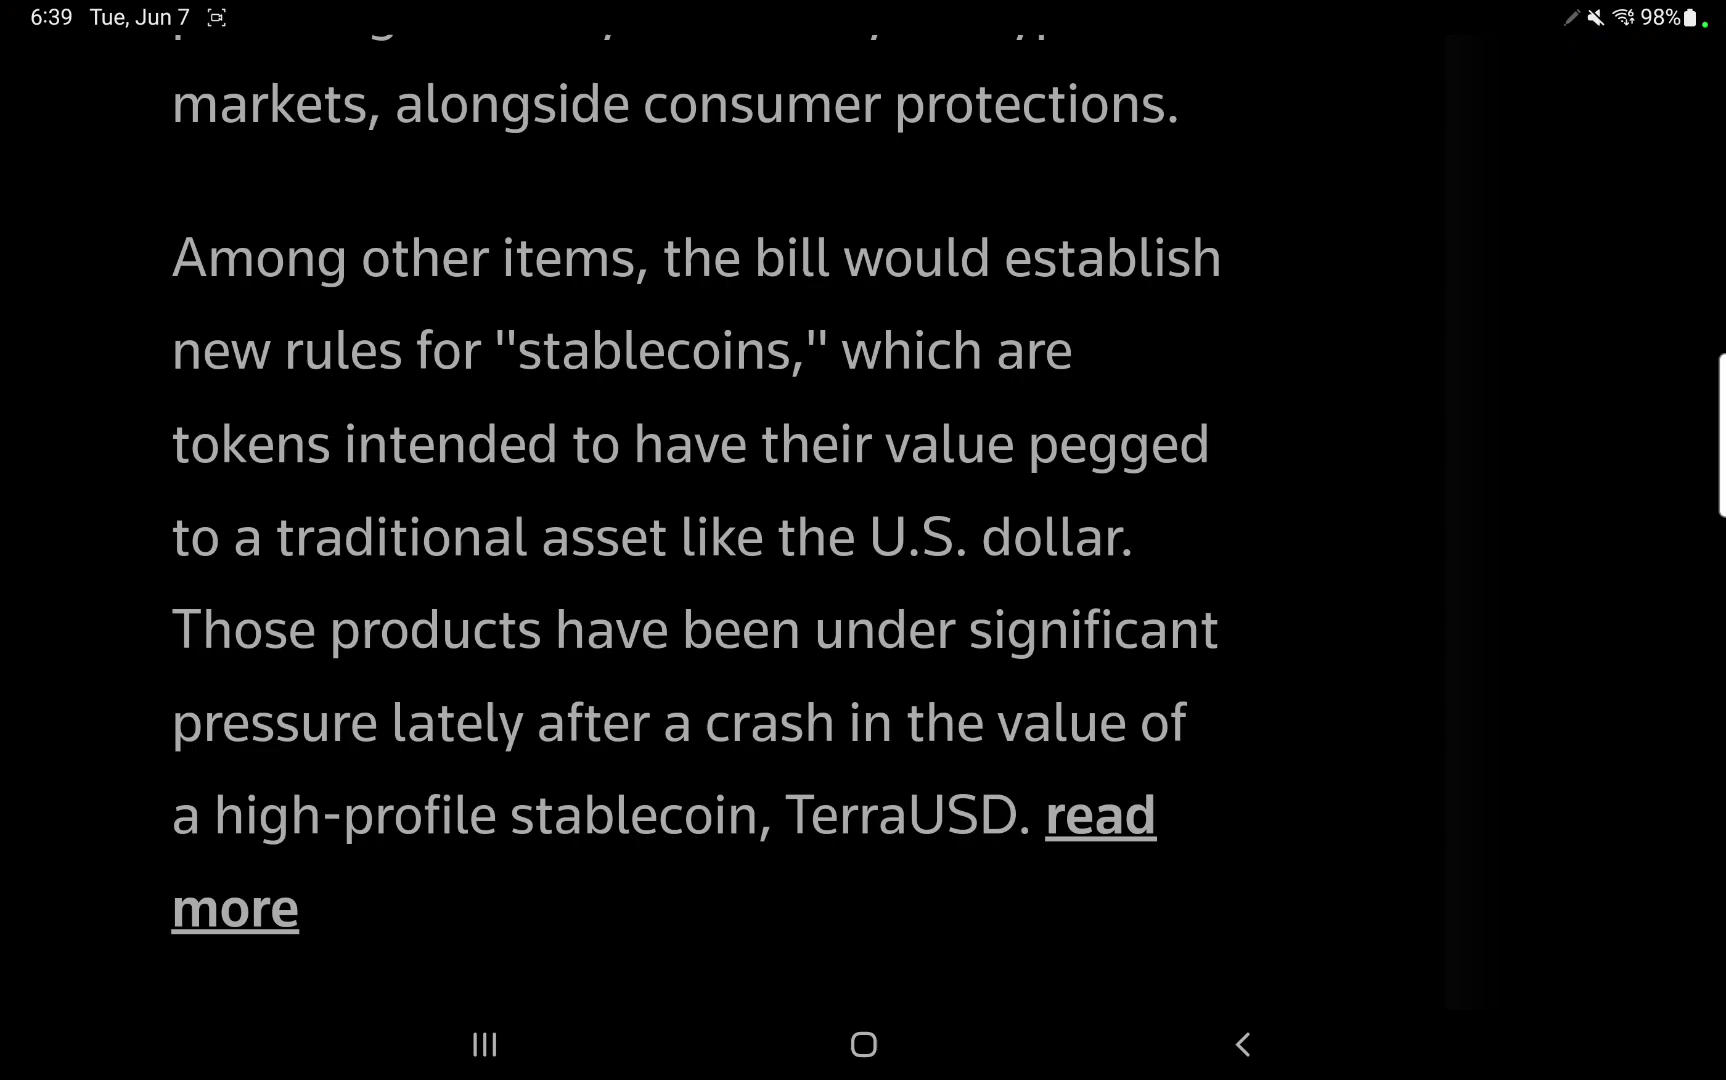 6:39 Tue, Jun 7 98%
markets, alongside consumer protections.
Among other items, the bill would establish
new rules for "stablecoins," which are
tokens intended to have their value pegged
to a traditional asset like the U.S. dollar.
Those products have been under significant
pressure lately after a crash in the value of
a high-profile stablecoin, TerraUSD. read
more